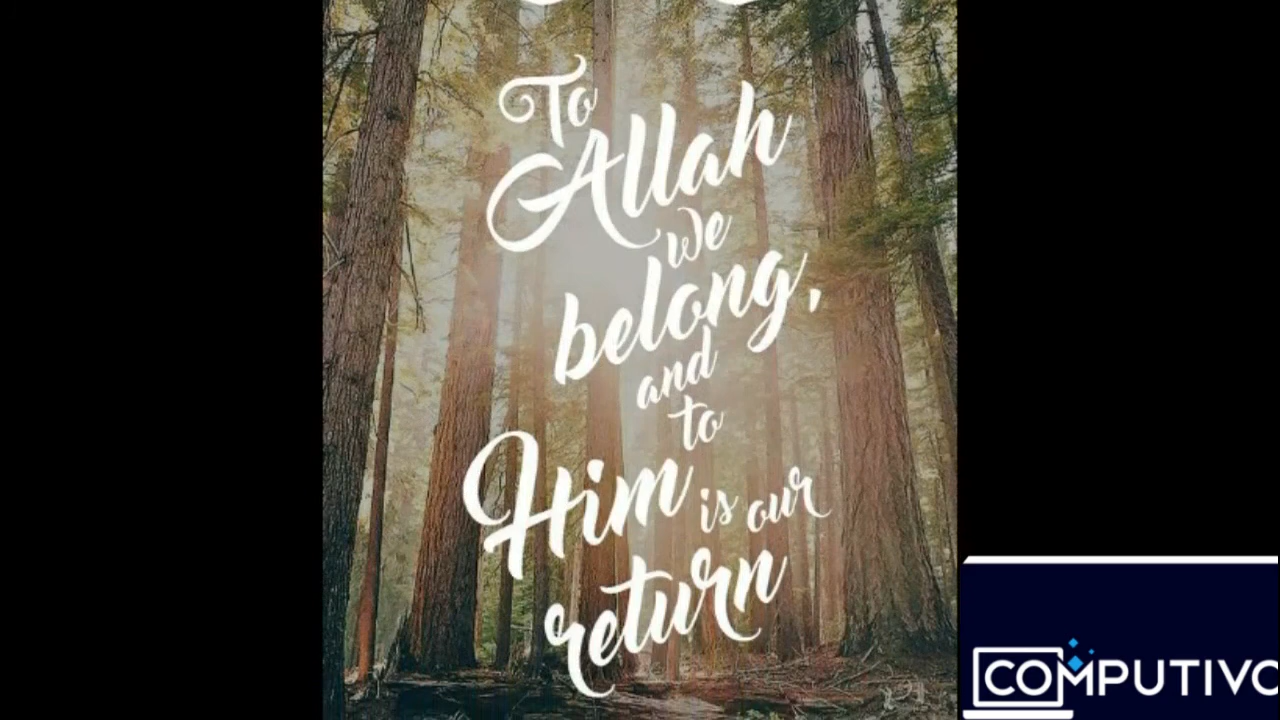 To
Allah
we
belong,
and
to
Him is our
return
COMPUTIVO